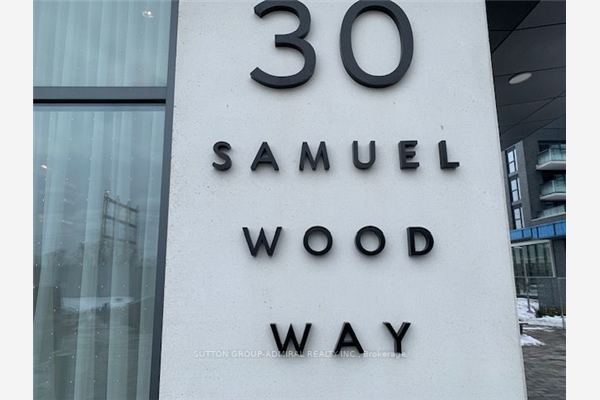 30
SAMUEL
WOOD
WAY
SUTTON GROUP-ADMIRAL REALTY INC., Brokerage